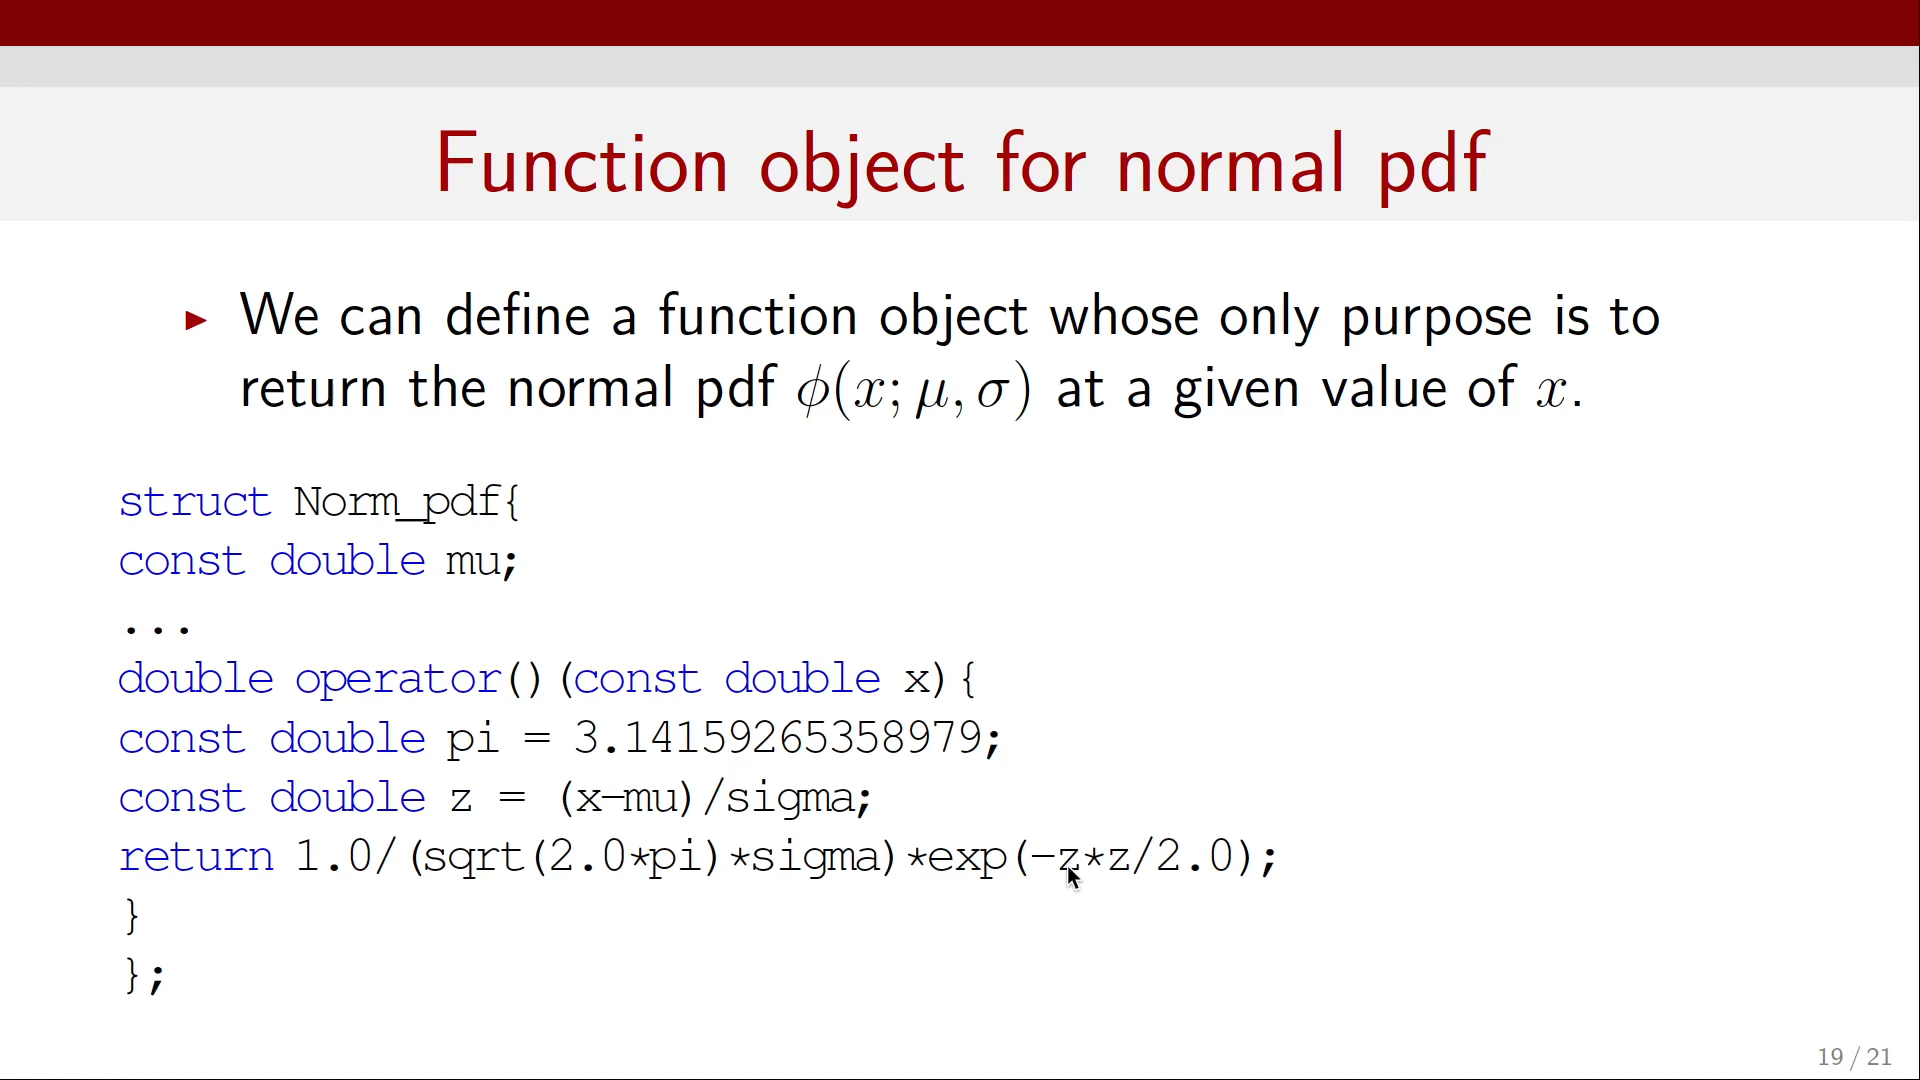 Function object for normal pdf
▶ We can define a function object whose only purpose is to
return the normal pdf ϕ(x; μ, σ) at a given value of x.
struct Norm_pdf{
const double mu;
...
double operator()(const double x){
const double pi = 3.14159265358979;
const double z = (x-mu)/sigma;
return 1.0/(sqrt(2.0*pi)*sigma)*exp(-z*z/2.0);
}
};
19 / 21